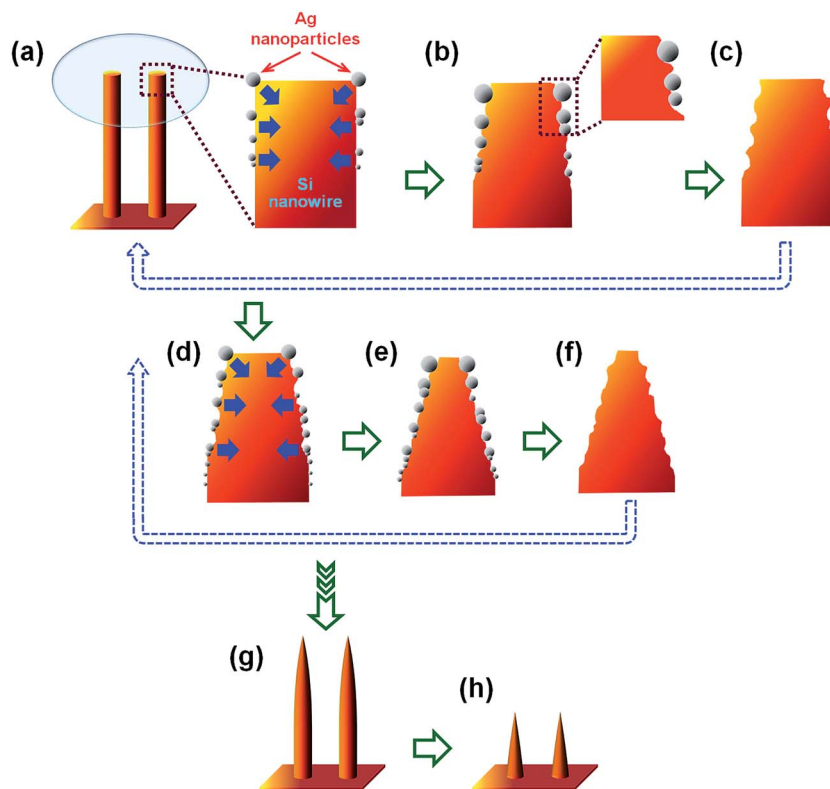 (a)
Ag
nanoparticles
Si
nanowire
(b)
(c)
(d)
(e)
(f)
(g)
(h)